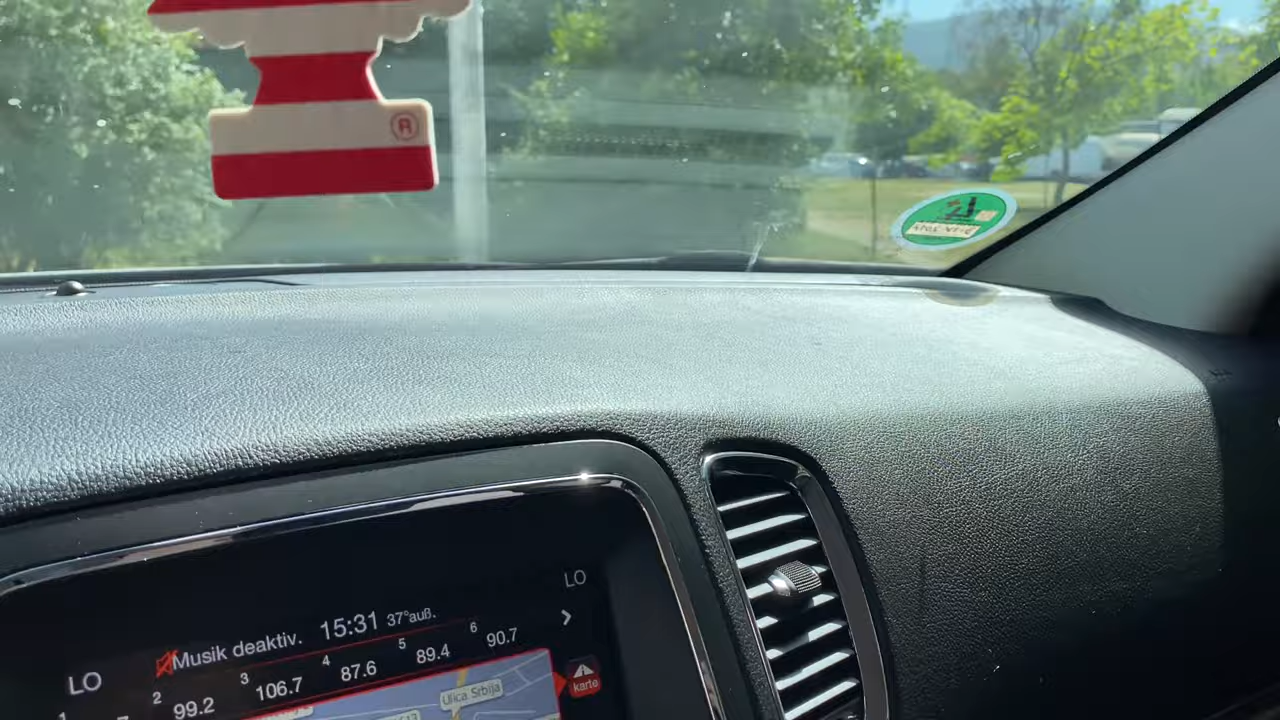 LO
15:31 37°auß.
Musik deaktiv.
LO
1
2 99.2
3 106.7
4 87.6
5 89.4
6 90.7
Ulica Srbija
karte